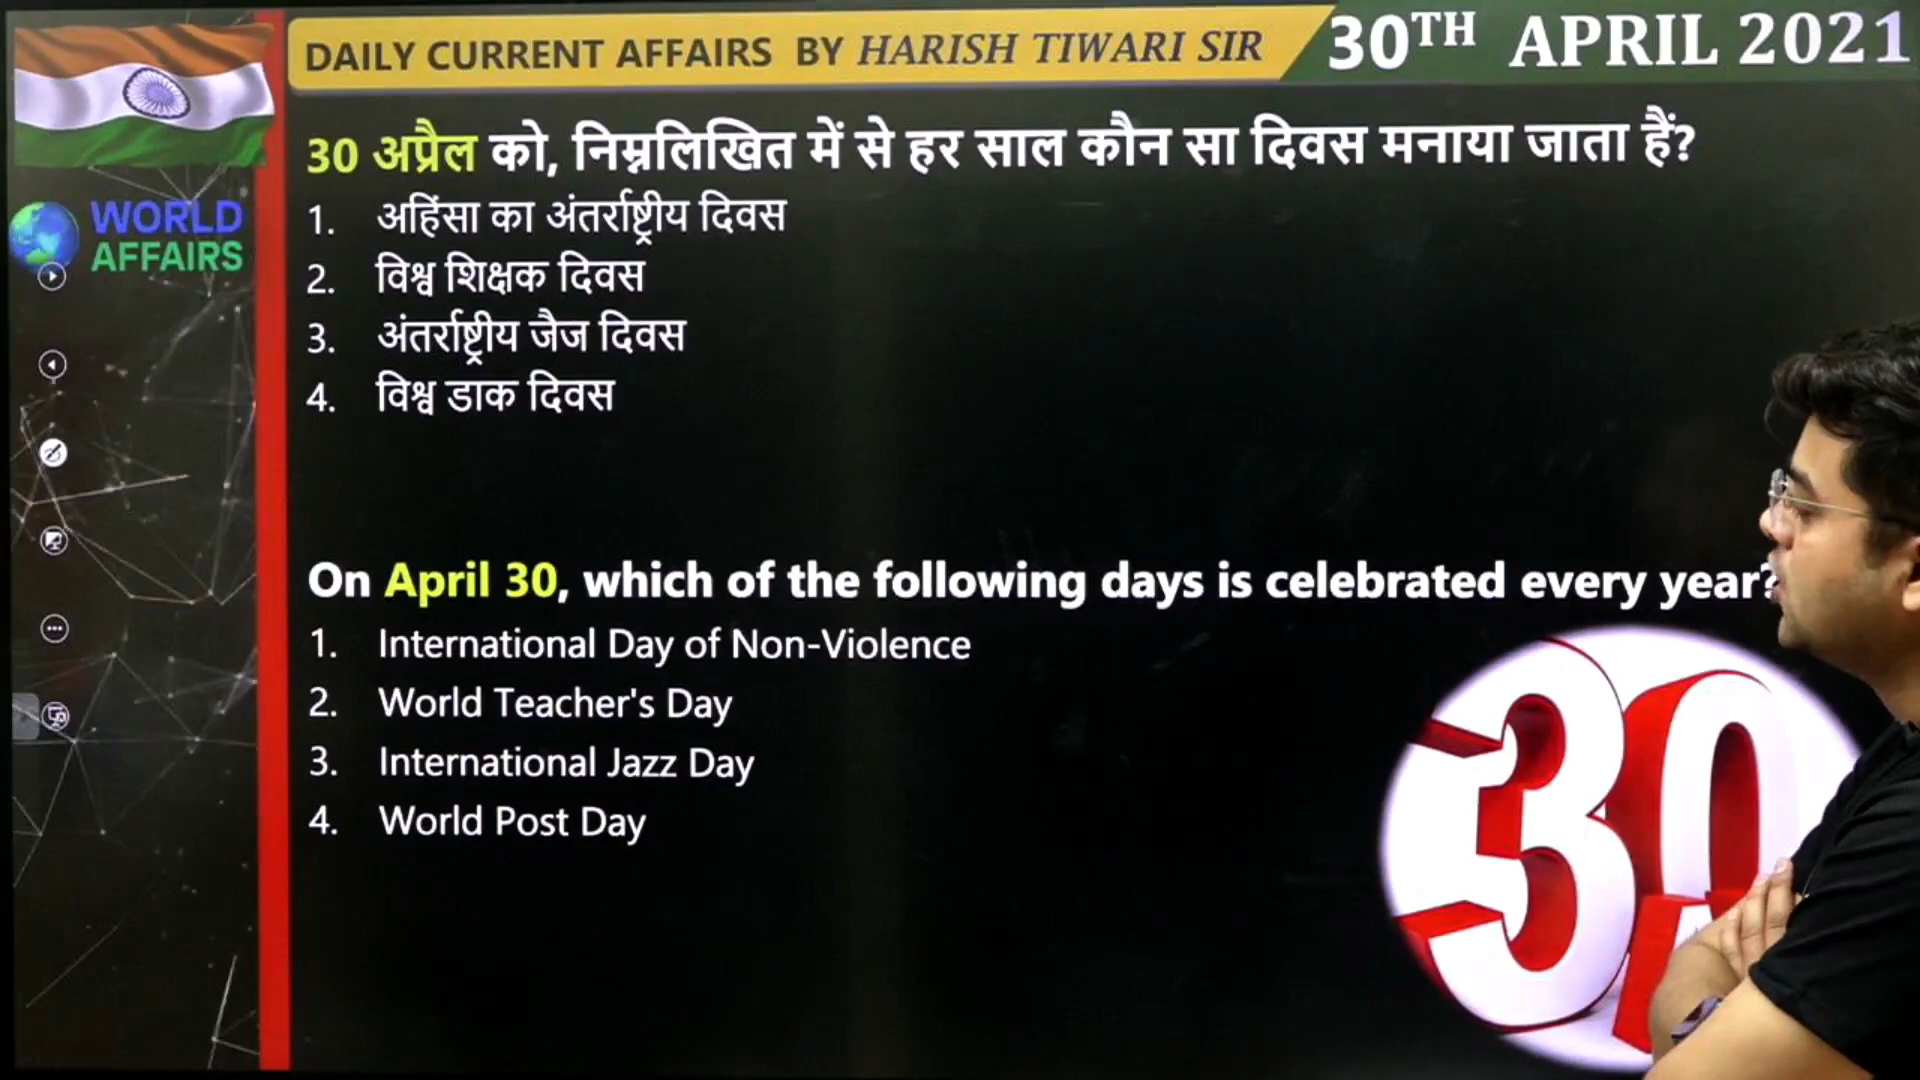 DAILY CURRENT AFFAIRS BY HARISH TIWARI SIR
30TH APRIL 2021
WORLD
AFFAIRS
30 अप्रैल को, निम्नलिखित में से हर साल कौन सा दिवस मनाया जाता हैं?
1. अहिंसा का अंतर्राष्ट्रीय दिवस
2. विश्व शिक्षक दिवस
3. अंतर्राष्ट्रीय जैज दिवस
4. विश्व डाक दिवस
On April 30, which of the following days is celebrated every year?
1. International Day of Non-Violence
2. World Teacher's Day
3. International Jazz Day
4. World Post Day
30